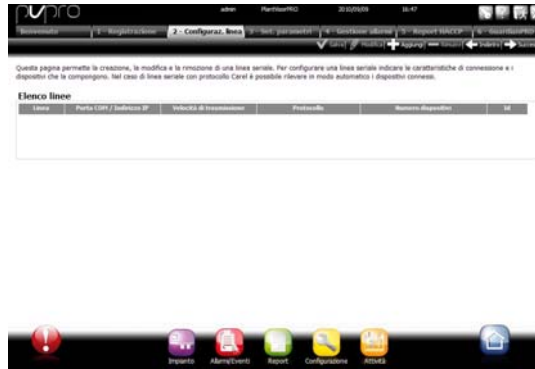 pvpro admin PlantVisorPRO 2010/09/09 16:47
Benvenuto 1 - Registrazione 2 - Configuraz. linea 3 - Set. parametri 4 - Gestione allarmi 5 - Report HACCP 6 - GuardianPRO
Salva Modifica Aggiungi Rimuovi Indietro
Questa pagina permette la creazione, la modifica e la rimozione di una linea seriale. Per configurare una linea seriale indicare le caratteristiche di connessione e i
dispositivi che la compongono. Nel caso di linee seriale con protocollo Carel è possibile rilevare in modo automatico i dispositivi connessi.
Elenco linee
Linea Porta COM / Indirizzo IP Velocità di trasmissione Protocollo Numero dispositivi Id
Impianto Allarmi/Eventi Report Configurazione Attività